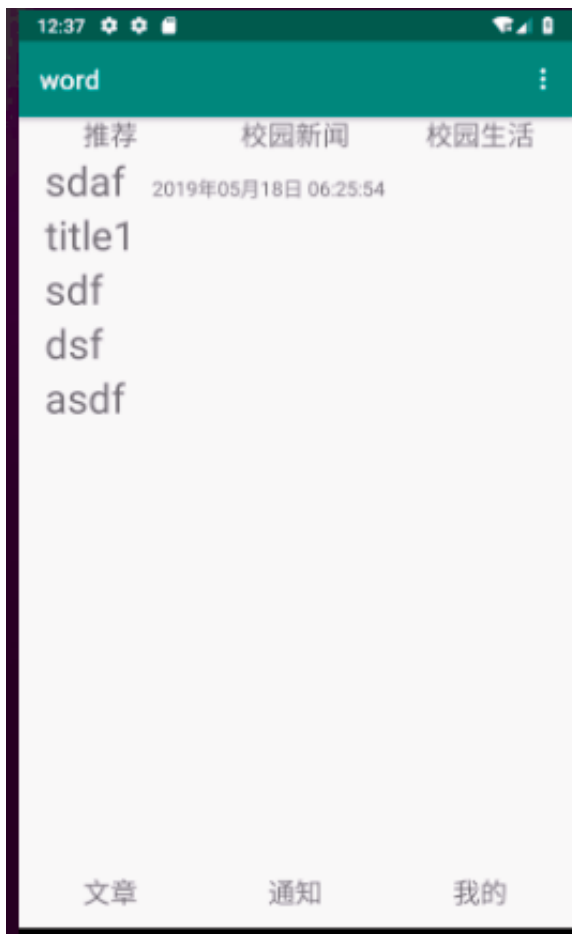 12:37
word
推荐 校园新闻 校园生活
sdaf 2019年05月18日 06:25:54
title1
sdf
dsf
asdf
文章 通知 我的